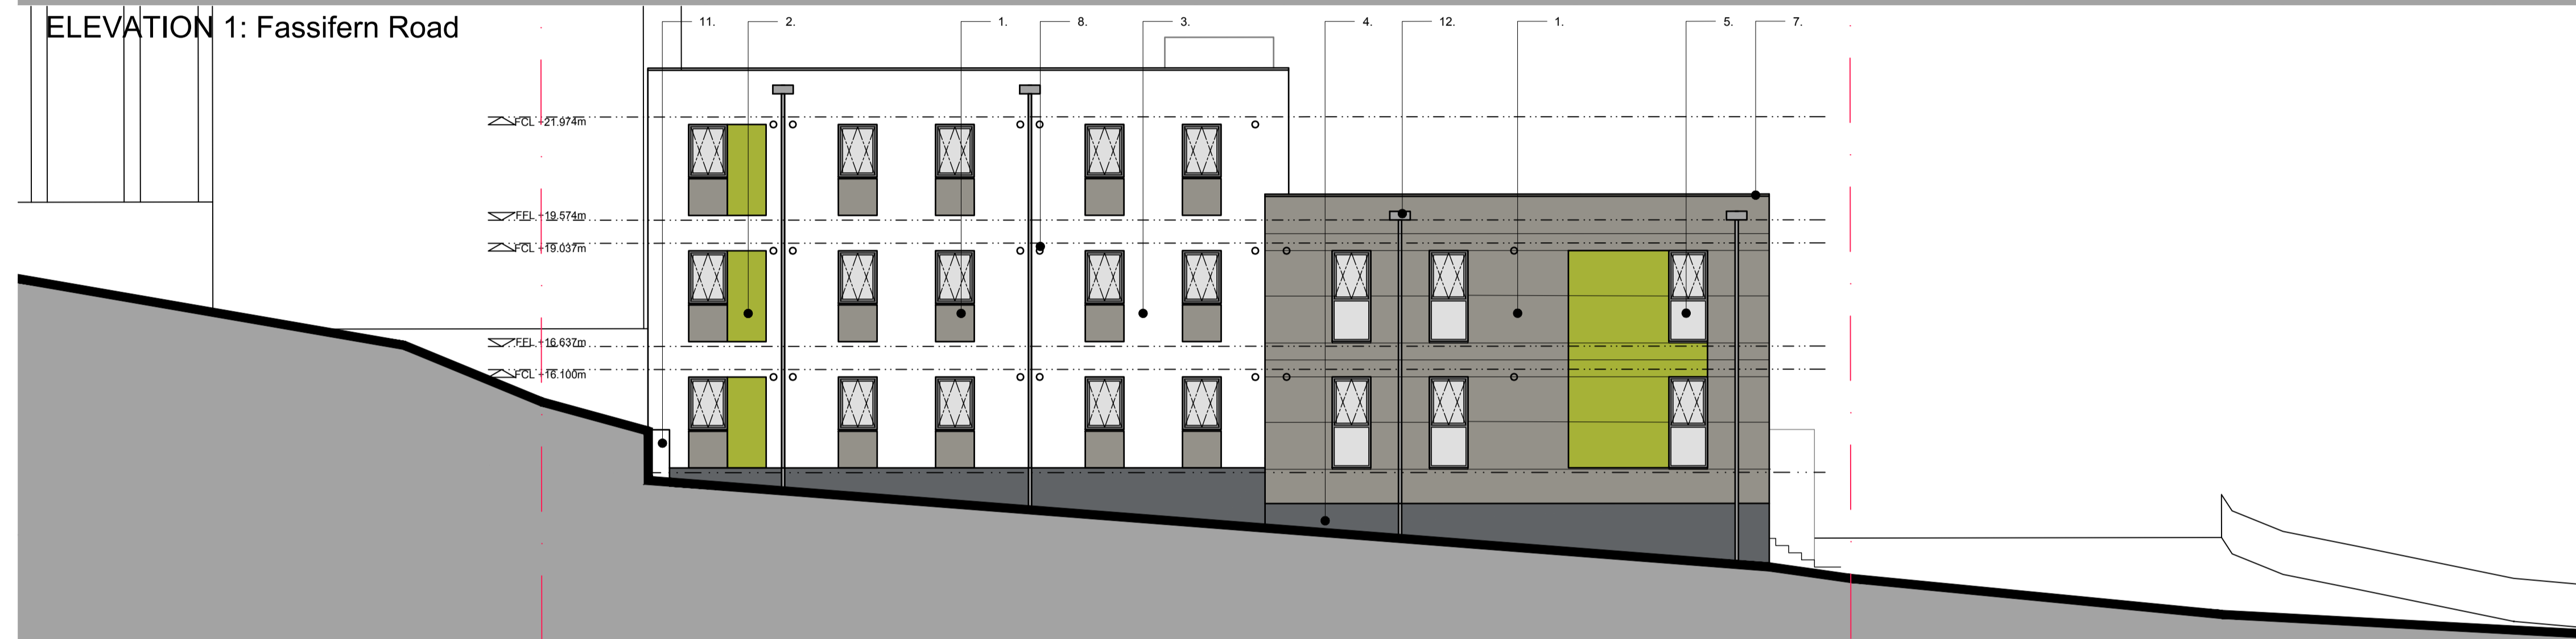 ELEVATION 1: Fassifern Road
11.
2.
1.
8.
3.
4.
12.
1.
5.
7.
FCL +21.974m
FFL +19.574m
FCL +19.037m
FFL +16.637m
FCL +16.100m